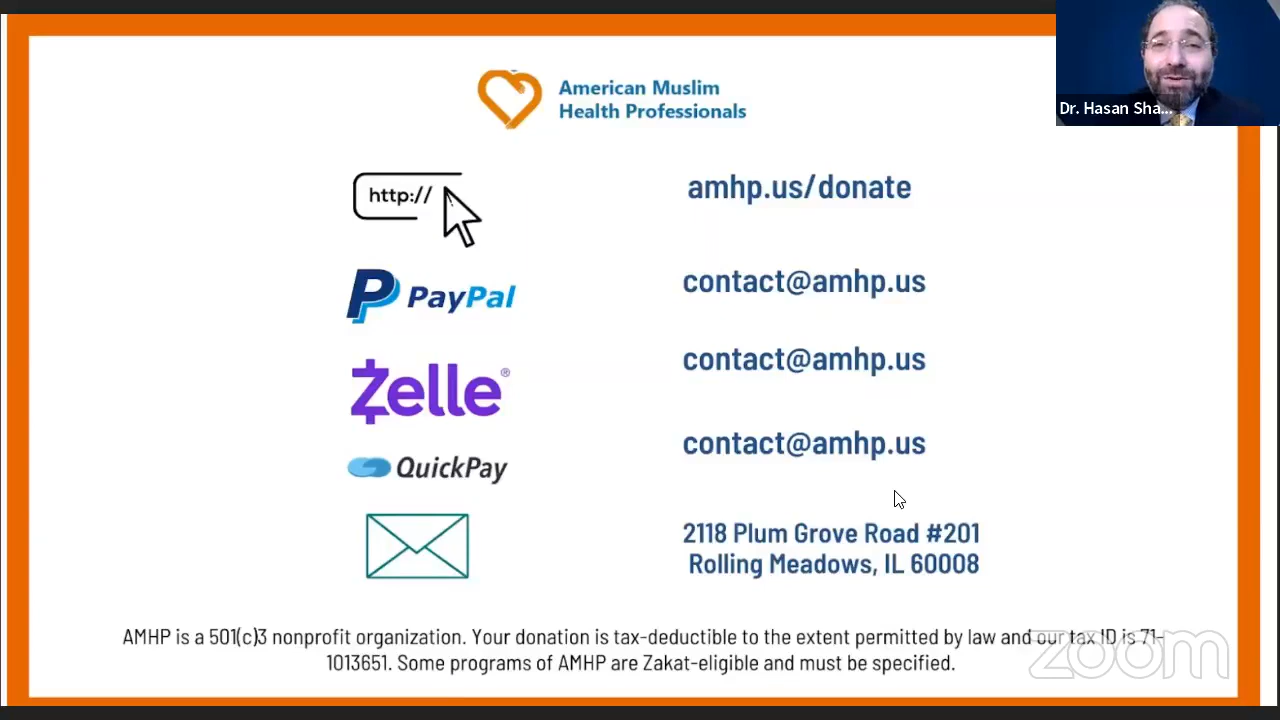 Dr. Hasan Sha...
American Muslim
Health Professionals
http://
amhp.us/donate
PayPal
contact@amhp.us
Zelle®
contact@amhp.us
QuickPay
contact@amhp.us
2118 Plum Grove Road #201
Rolling Meadows, IL 60008
AMHP is a 501(c)3 nonprofit organization. Your donation is tax-deductible to the extent permitted by law and our tax ID is 71-
1013651. Some programs of AMHP are Zakat-eligible and must be specified.
zoom